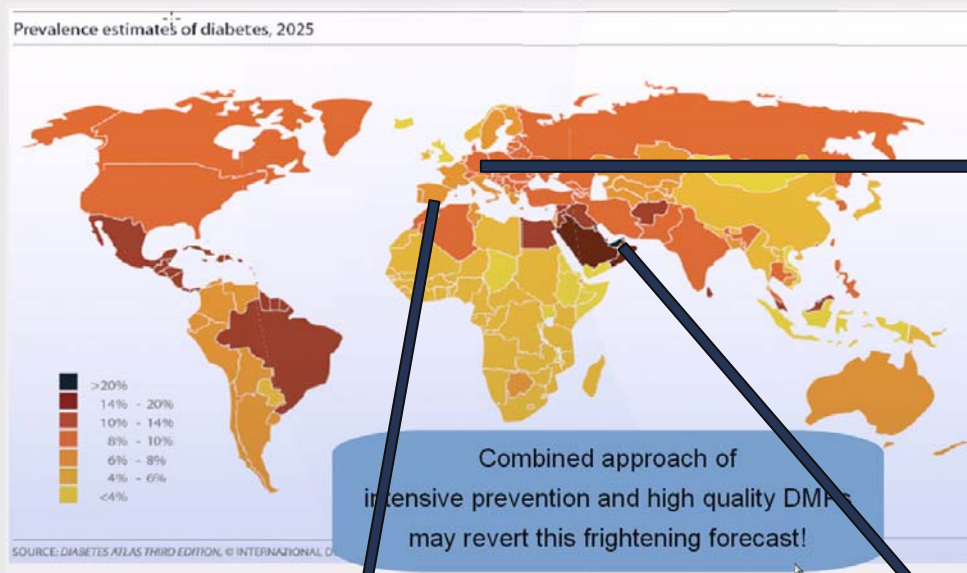 Prevalence estimates of diabetes, 2025
>20%
14% - 20%
10% - 14%
8% - 10%
6% - 8%
4% - 6%
<4%
Combined approach of
intensive prevention and high quality DMPs
may revert this frightening forecast!
SOURCE: DIABETES ATLAS THIRD EDITION, © INTERNATIONAL D